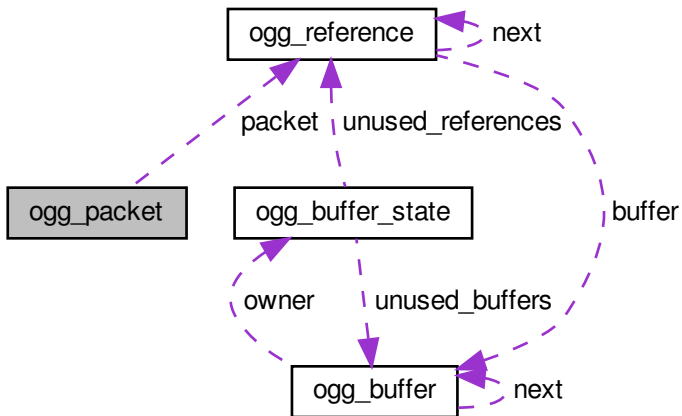 ogg_reference
next
packet
unused_references
ogg_packet
ogg_buffer_state
buffer
owner
unused_buffers
ogg_buffer
next